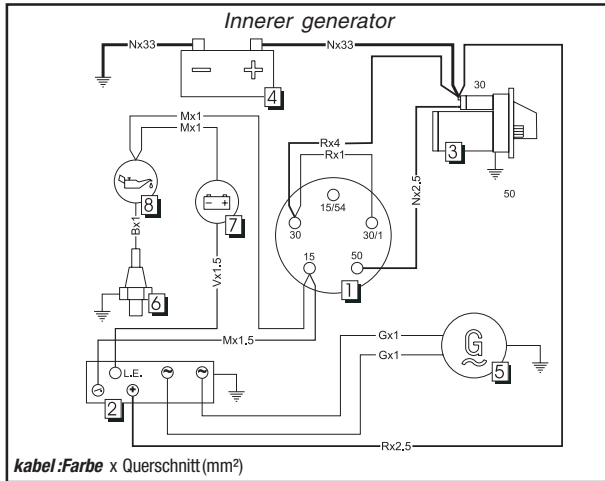 Innerer generator
Nx33
Nx33
30
4
Mx1
Mx1
Rx4
Rx1
3
Nx2.5
50
8
7
15/54
30
30/1
Bx1
15
50
1
6
Vx1.5
Mx1.5
Gx1
G
Gx1
5
L.E.
2
Rx2.5
kabel :Farbe x Querschnitt (mm²)